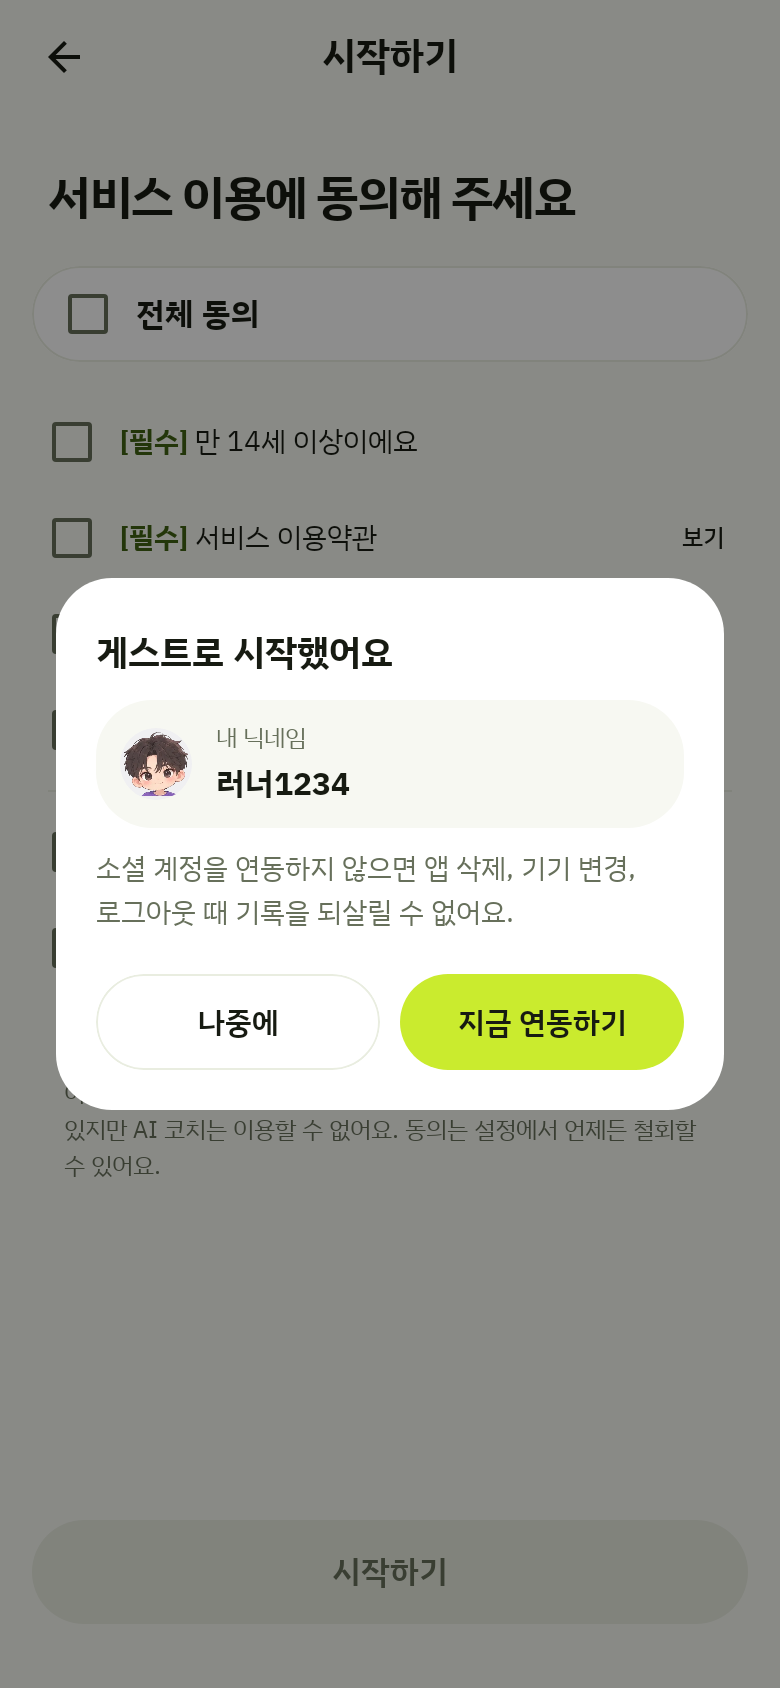 시작하기
서비스 이용에 동의해 주세요
전체 동의
[필수] 만 14세 이상이에요
[필수] 서비스 이용약관 보기
게스트로 시작했어요
내 닉네임
러너1234
소셜 계정을 연동하지 않으면 앱 삭제, 기기 변경,
로그아웃 때 기록을 되살릴 수 없어요.
나중에 지금 연동하기
있지만 AI 코치는 이용할 수 없어요. 동의는 설정에서 언제든 철회할
수 있어요.
시작하기